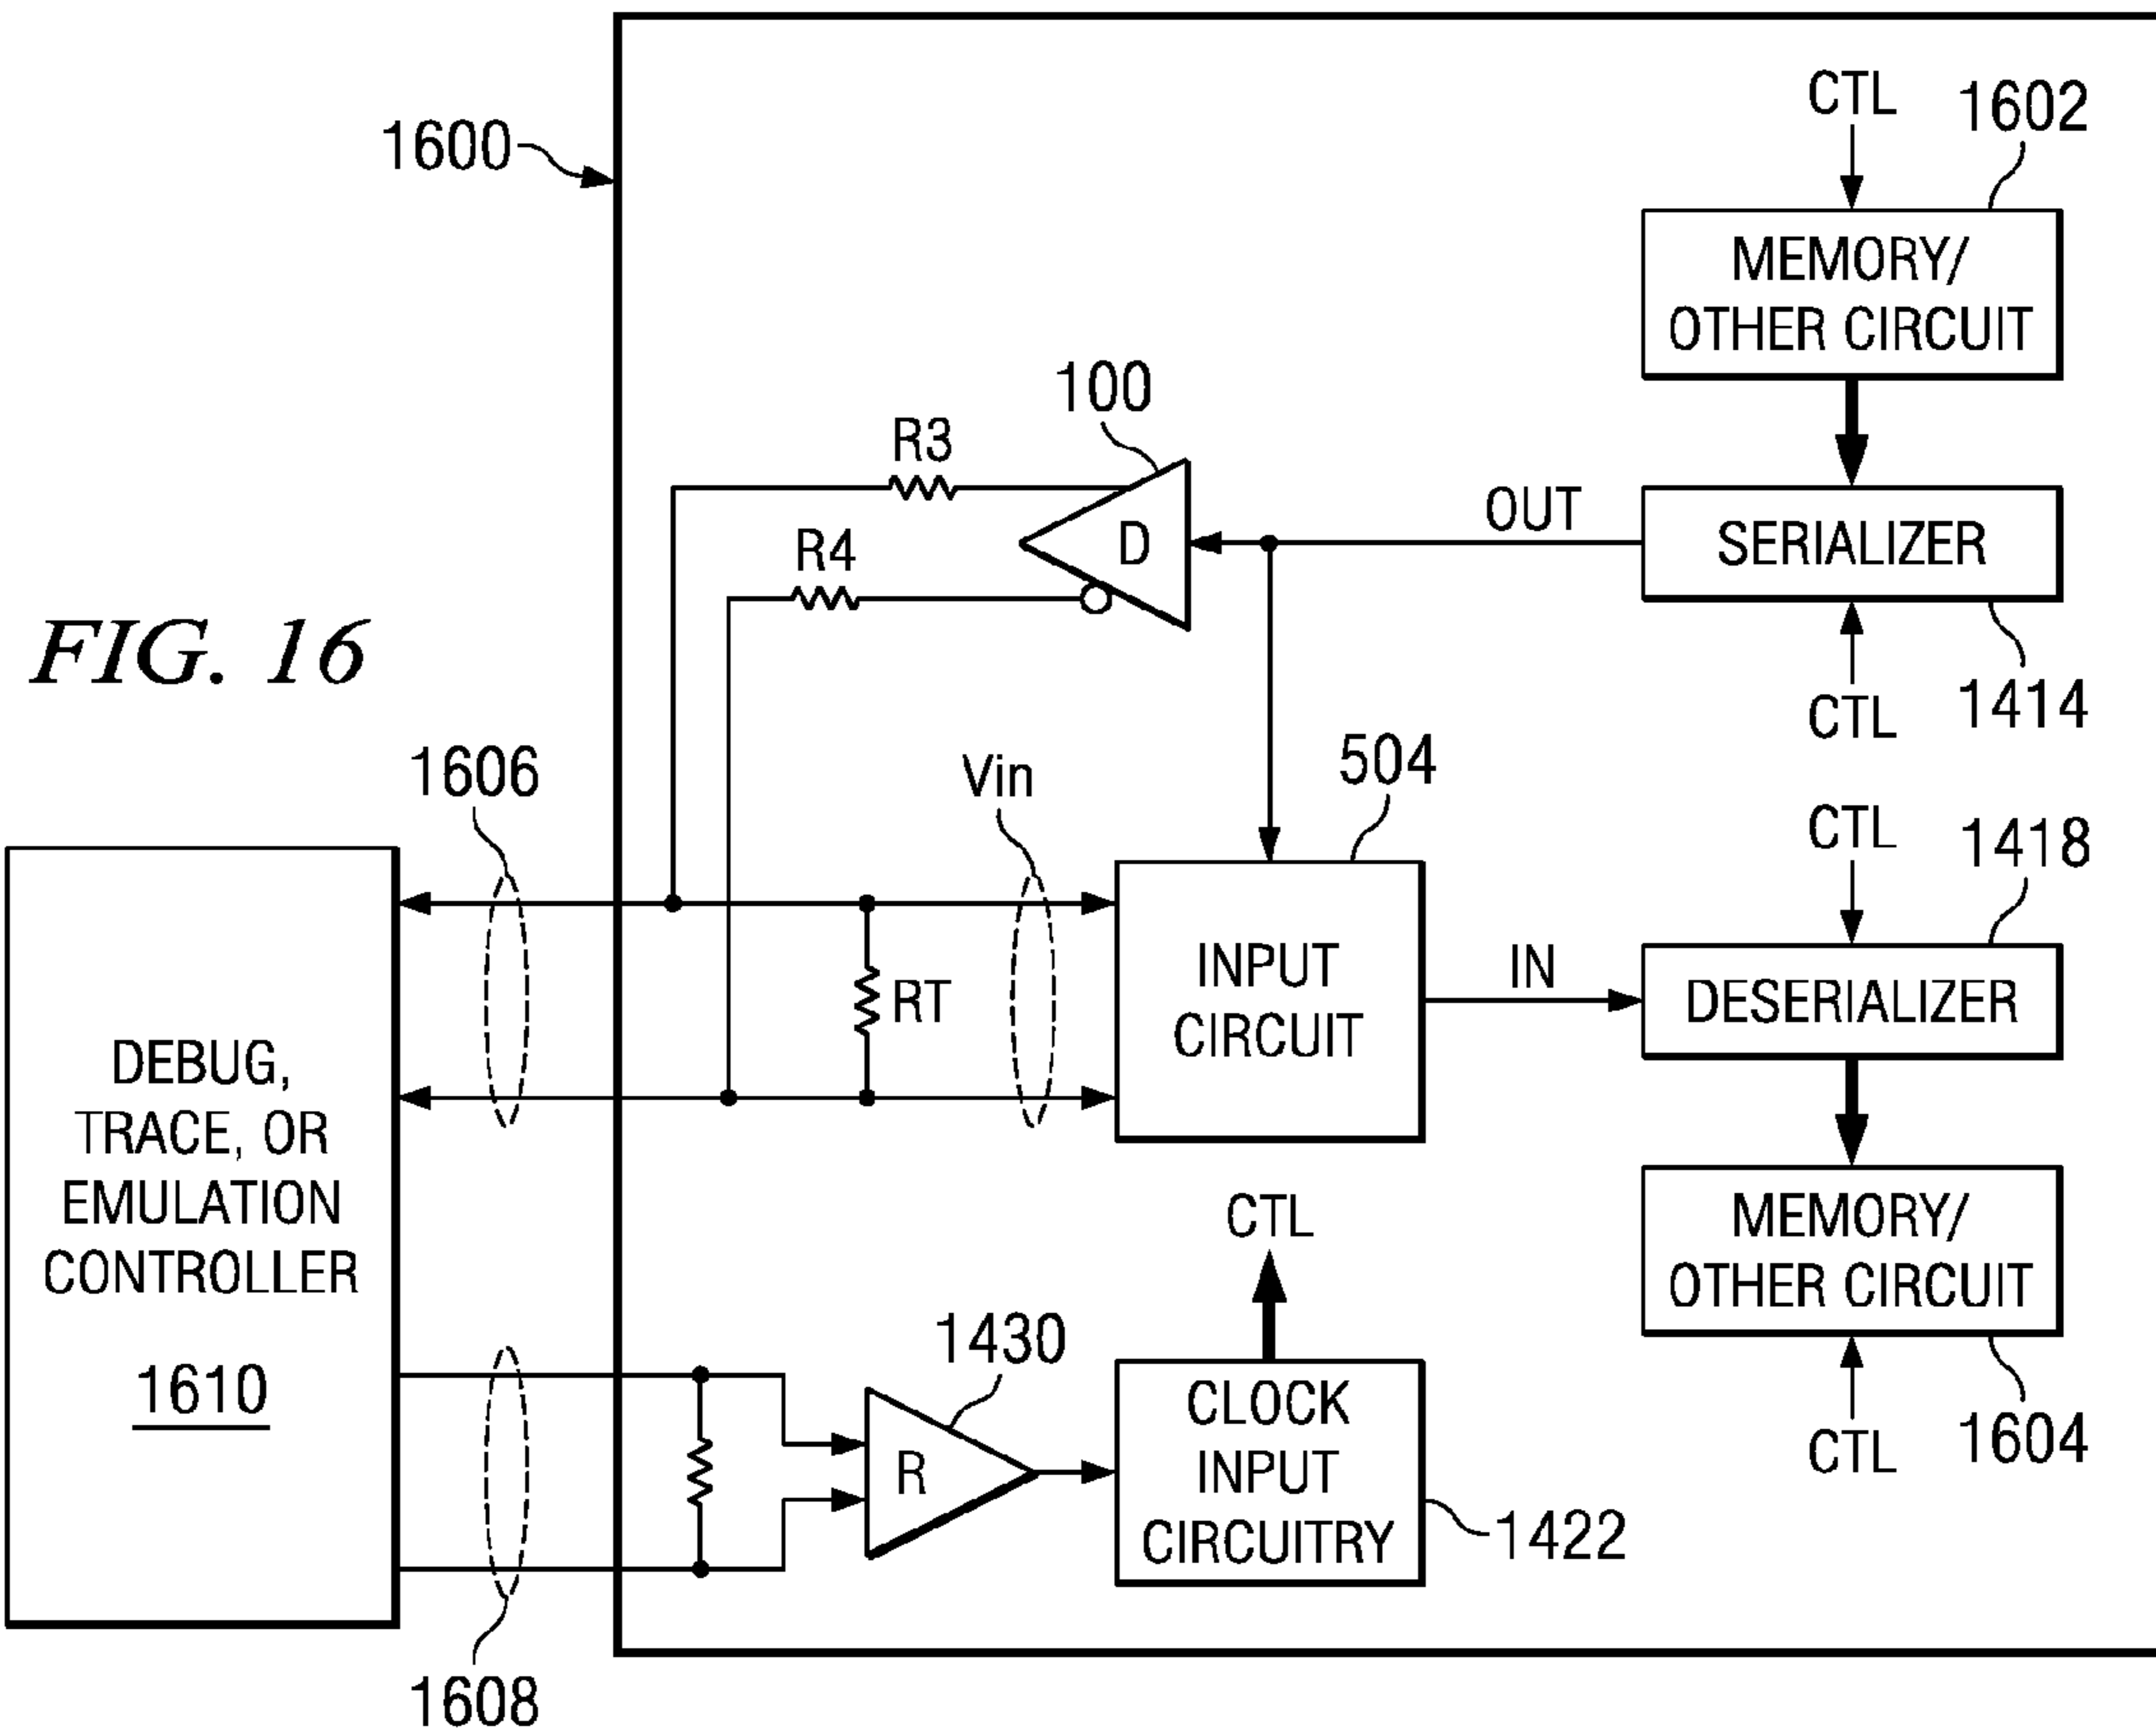 CTL
1602
1600
MEMORY/
OTHER CIRCUIT
100
R3
OUT
D
SERIALIZER
R4
FIG. 16
CTL
1414
1606
Vin
504
CTL
1418
INPUT
CIRCUIT
IN
DESERIALIZER
RT
DEBUG,
TRACE, OR
EMULATION
CONTROLLER
1610
MEMORY/
OTHER CIRCUIT
CTL
1430
CLOCK
INPUT
CIRCUITRY
R
CTL
1604
1422
1608